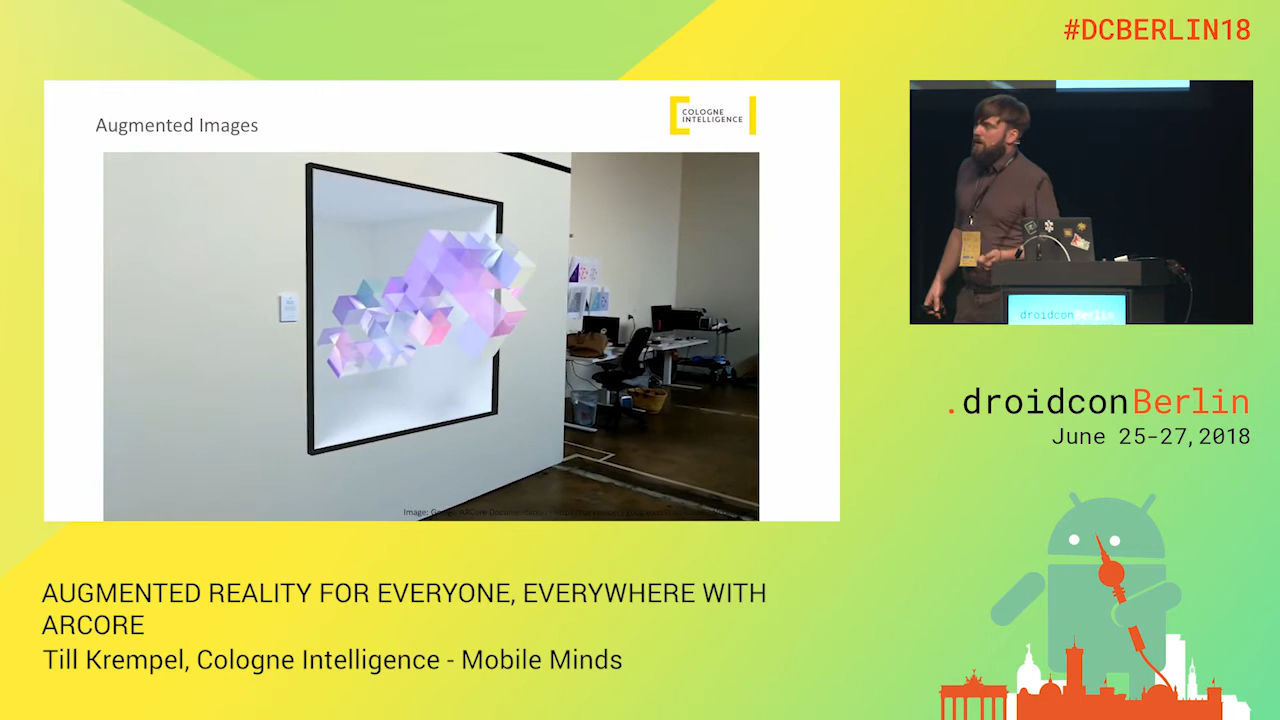 #DCBERLIN18
Augmented Images
COLOGNE
INTELLIGENCE
droidconBerlin
.droidconBerlin
June 25-27, 2018
AUGMENTED REALITY FOR EVERYONE, EVERYWHERE WITH
ARCORE
Till Krempel, Cologne Intelligence - Mobile Minds